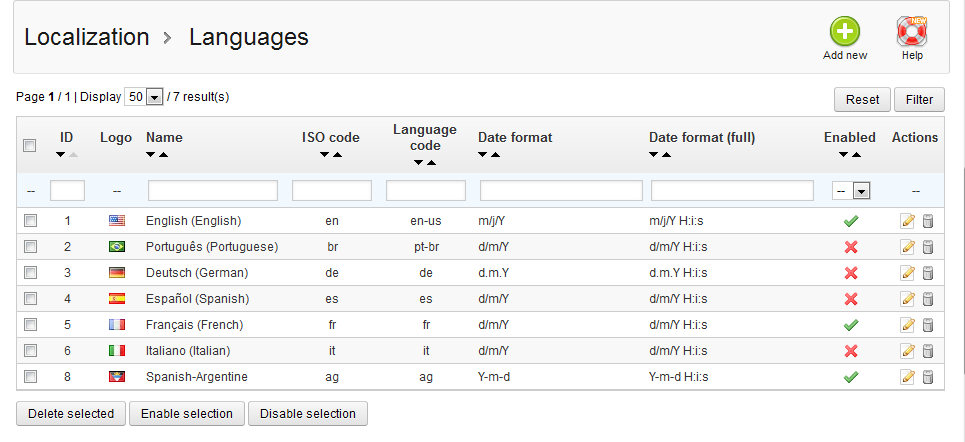 Localization > Languages
Add new
Help
NEW
Page 1 / 1 | Display 50 / 7 result(s)
Reset
Filter
ID Logo Name ISO code Language code Date format Date format (full) Enabled Actions
-- -- -- --
1 English (English) en en-us m/j/Y m/j/Y H:i:s
2 Português (Portuguese) br pt-br d/m/Y d/m/Y H:i:s
3 Deutsch (German) de de d.m.Y d.m.Y H:i:s
4 Español (Spanish) es es d/m/Y d/m/Y H:i:s
5 Français (French) fr fr d/m/Y d/m/Y H:i:s
6 Italiano (Italian) it it d/m/Y d/m/Y H:i:s
8 Spanish-Argentine ag ag Y-m-d Y-m-d H:i:s
Delete selected
Enable selection
Disable selection